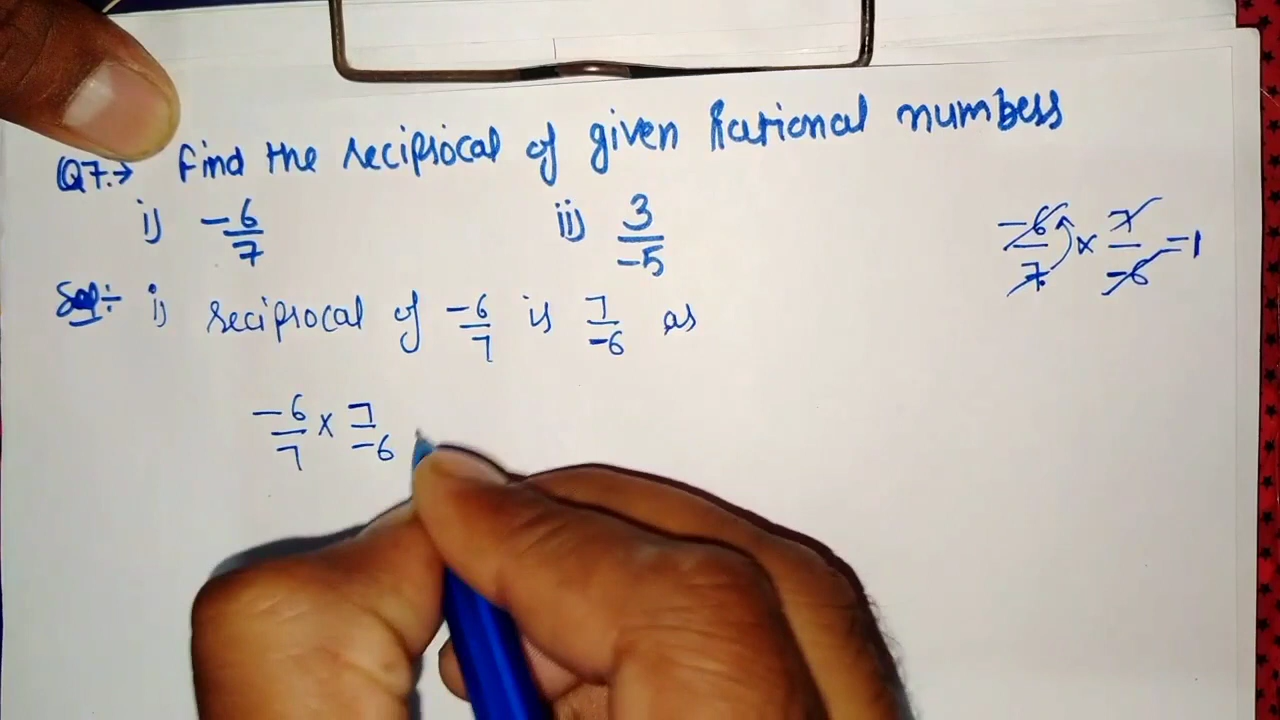 Q7.→ Find the reciprocal of given Rational numbers
i) -6/7 ii) 3/-5
-6/7 × 7/-6 = 1
Sol:- i) reciprocal of -6/7 is 7/-6 as
-6/7 × 7/-6